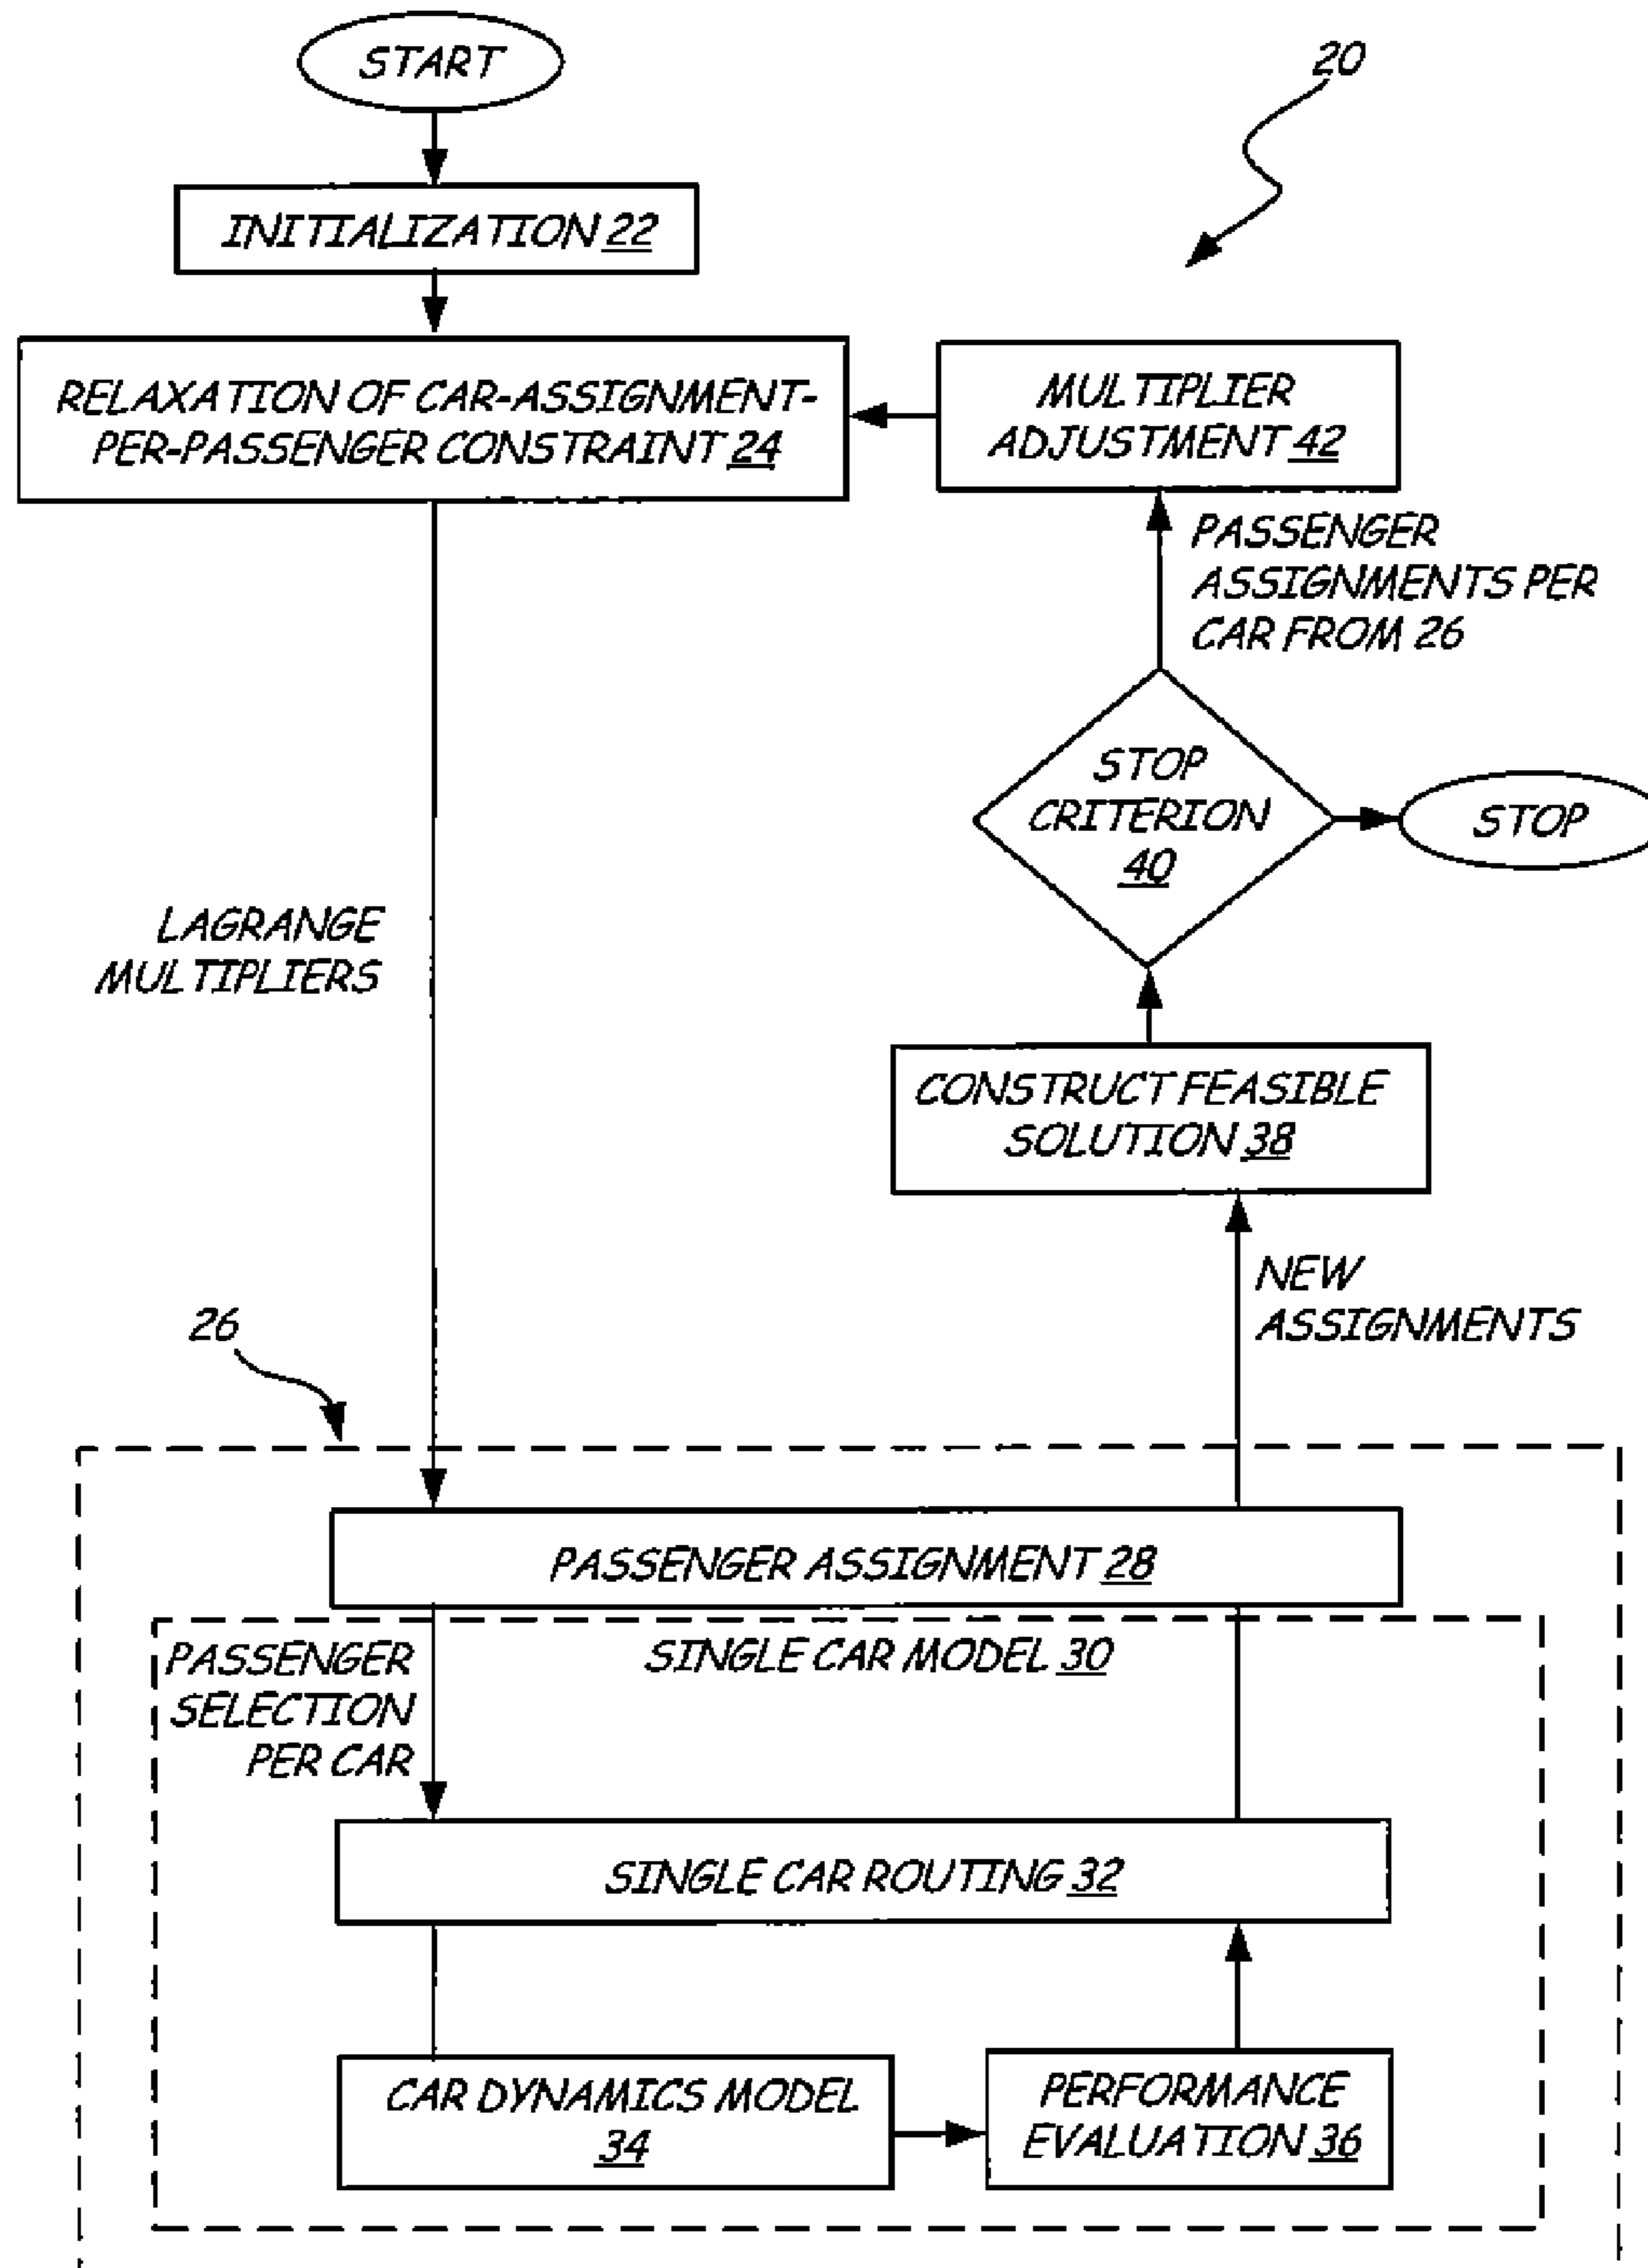 START
20
INITIALIZATION 22
RELAXATION OF CAR-ASSIGNMENT-
PER-PASSENGER CONSTRAINT 24
MULTIPLIER
ADJUSTMENT 42
PASSENGER
ASSIGNMENTS PER
CAR FROM 26
STOP
CRITERION
40
STOP
LAGRANGE
MULTIPLIERS
CONSTRUCT FEASIBLE
SOLUTION 38
NEW
ASSIGNMENTS
26
PASSENGER ASSIGNMENT 28
PASSENGER
SELECTION
PER CAR
SINGLE CAR MODEL 30
SINGLE CAR ROUTING 32
CAR DYNAMICS MODEL
34
PERFORMANCE
EVALUATION 36